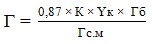 Г = 0,87 × К × Yк × Гб / Гс.м